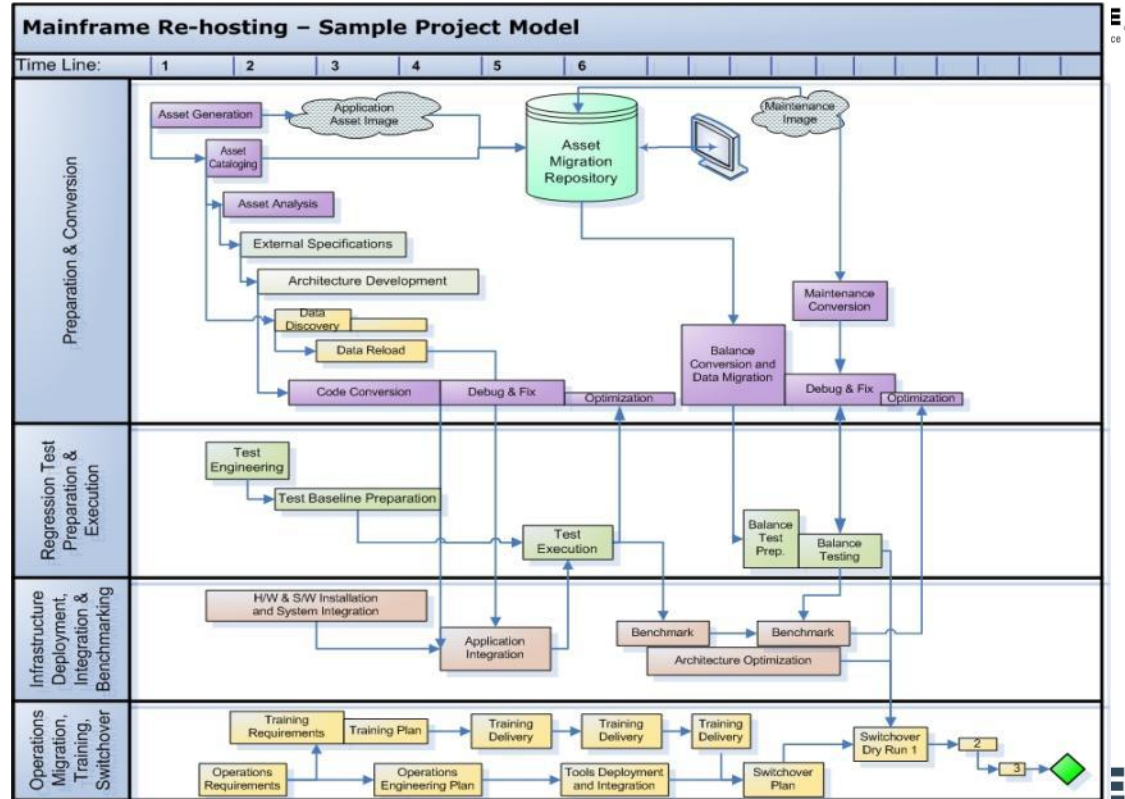 Mainframe Re-hosting – Sample Project Model
Time Line:
1
2
3
4
5
6
Preparation & Conversion
Asset Generation
Application
Asset Image
Asset
Cataloging
Asset
Migration
Repository
Maintenance
Image
Asset Analysis
External Specifications
Architecture Development
Data
Discovery
Data Reload
Code Conversion
Debug & Fix
Optimization
Balance
Conversion and
Data Migration
Maintenance
Conversion
Debug & Fix
Optimization
Regression Test
Preparation &
Execution
Test
Engineering
Test Baseline Preparation
Test
Execution
Balance
Test
Prep.
Balance
Testing
Infrastructure
Deployment,
Integration &
Benchmarking
H/W & S/W Installation
and System Integration
Application
Integration
Benchmark
Benchmark
Architecture Optimization
Operations
Migration,
Training,
Switchover
Training
Requirements
Training Plan
Training
Delivery
Training
Delivery
Training
Delivery
Operations
Requirements
Operations
Engineering Plan
Tools Deployment
and Integration
Switchover
Plan
Switchover
Dry Run 1
2
3
ce